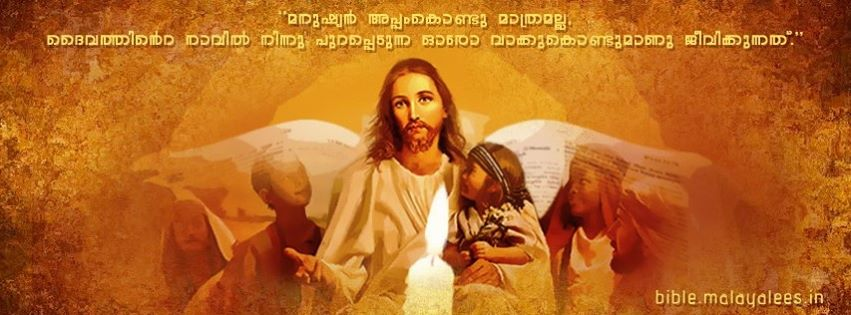 "മനുഷ്യൻ അപ്പംകൊണ്ടു മാത്രമല്ല,
ദൈവത്തിൻെറ നാവിൽ നിന്നു പുറപ്പെടുന്ന ഓരോ വാക്കുകൊണ്ടുമാണു ജീവിക്കുന്നത്."
bible.malayalees.in